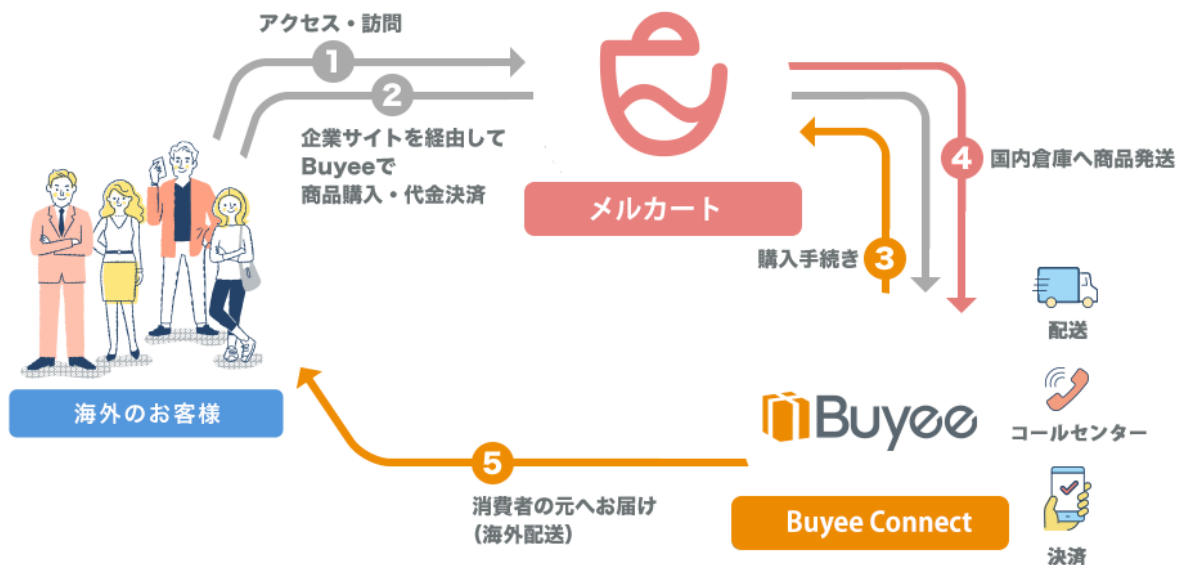 アクセス・訪問
1
2
企業サイトを経由して
Buyeeで
商品購入・代金決済
メルカート
4
国内倉庫へ商品発送
購入手続き
3
配送
海外のお客様
Buyee
コールセンター
5
消費者の元へお届け
(海外配送)
Buyee Connect
決済